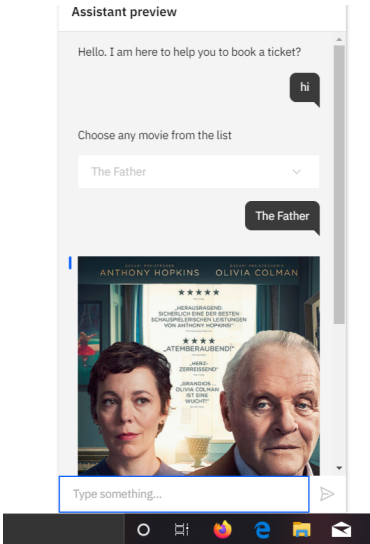 Assistant preview
Hello. I am here to help you to book a ticket?
hi
Choose any movie from the list
The Father
The Father
ANTHONY HOPKINS OLIVIA COLMAN
„HERAUSRAGEND.
SICHERLICH EINE DER BESTEN
SCHAUSPIELERISCHEN LEISTUNGEN
VON ANTHONY HOPKINS!“
„ATEMBERAUBEND!“
„HERZ-
ZERREISSEND“
„GRANDIOS ...
OLIVIA COLMAN
IST EINE
WUCHT!“
Type something...